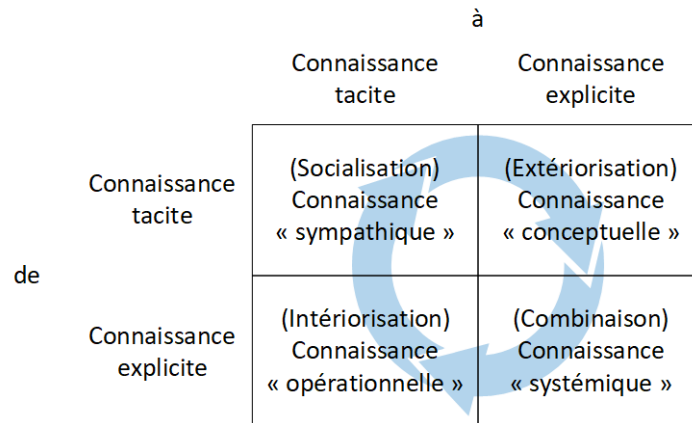 à
Connaissance
tacite
Connaissance
explicite
Connaissance
tacite
(Socialisation)
Connaissance
« sympathique »
(Extériorisation)
Connaissance
« conceptuelle »
de
Connaissance
explicite
(Intériorisation)
Connaissance
« opérationnelle »
(Combinaison)
Connaissance
« systémique »